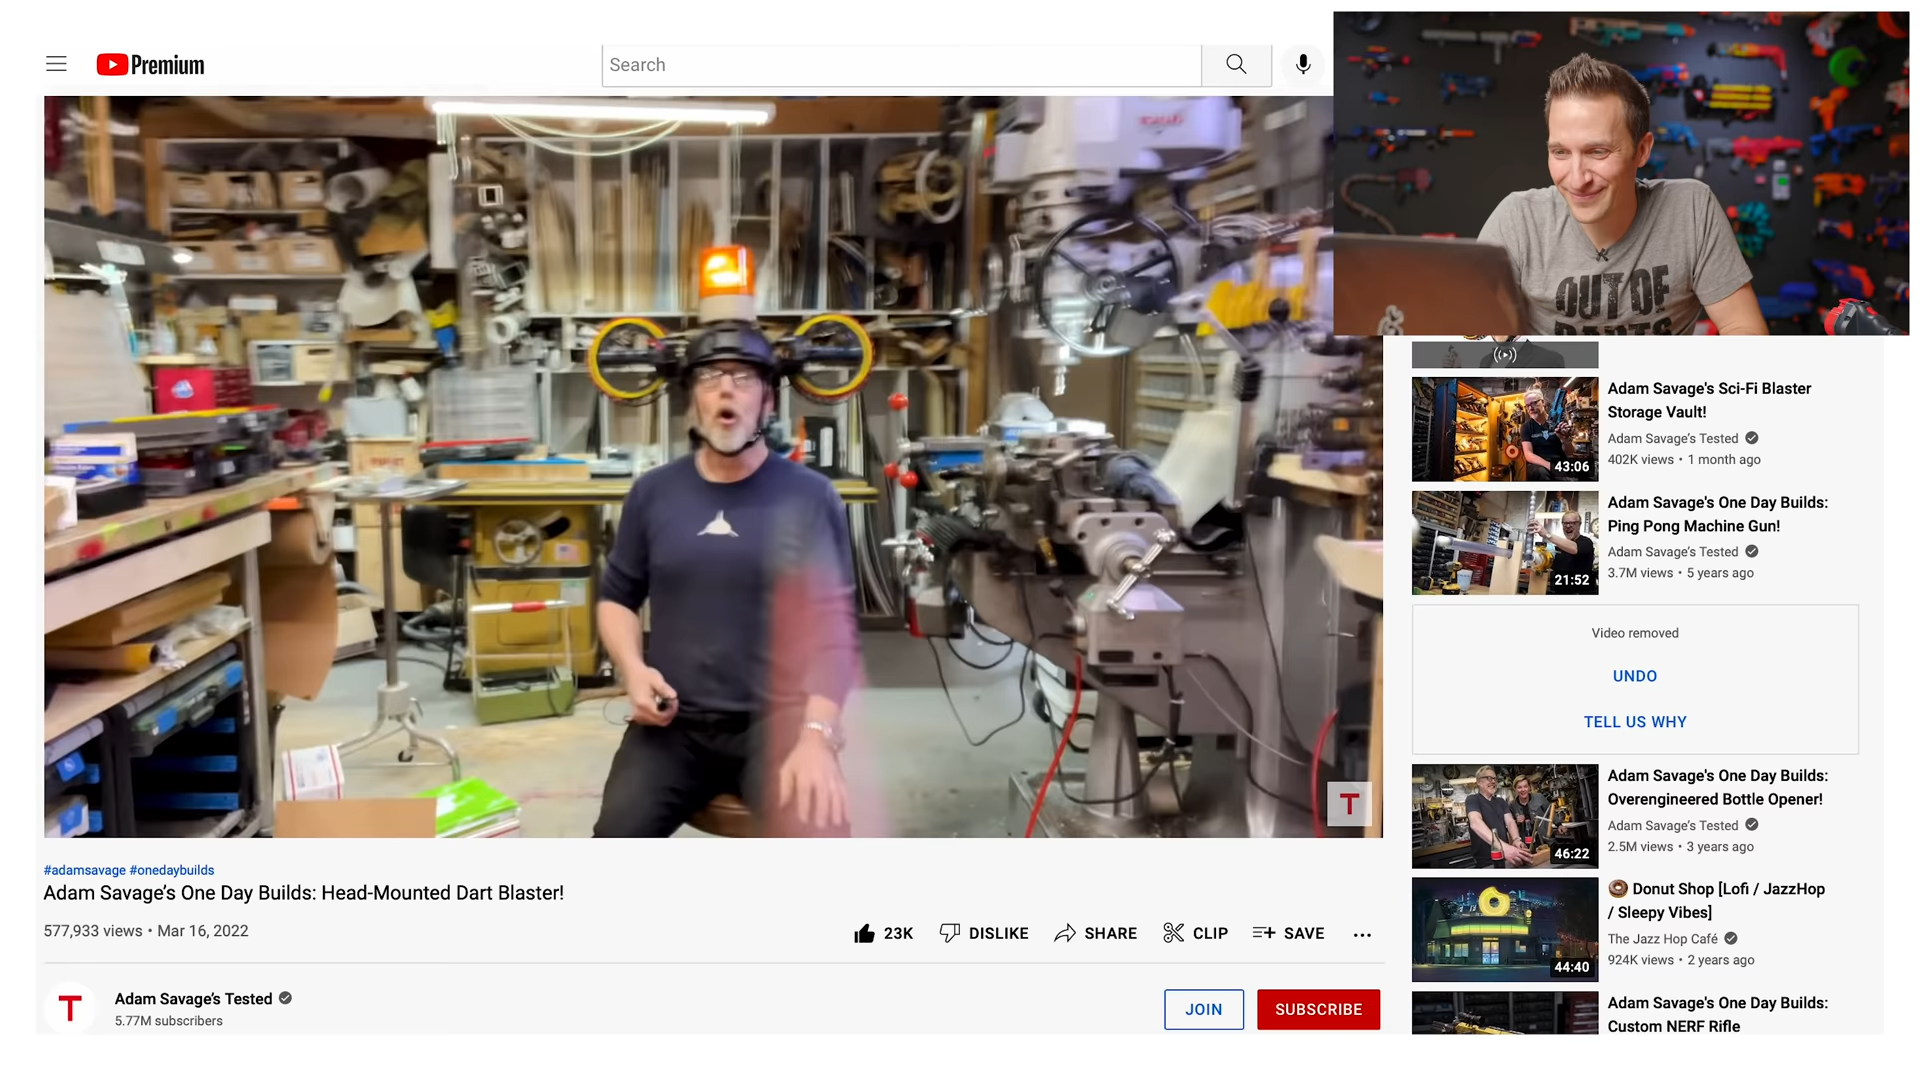 Premium
Search
OUT OF
DARTS
T
Adam Savage's Sci-Fi Blaster
Storage Vault!
Adam Savage's Tested
402K views • 1 month ago
43:06
Adam Savage's One Day Builds:
Ping Pong Machine Gun!
Adam Savage's Tested
3.7M views • 5 years ago
21:52
Video removed
UNDO
TELL US WHY
Adam Savage's One Day Builds:
Overengineered Bottle Opener!
Adam Savage's Tested
2.5M views • 3 years ago
46:22
🍩 Donut Shop [Lofi / JazzHop
/ Sleepy Vibes]
The Jazz Hop Café
924K views • 2 years ago
44:40
Adam Savage's One Day Builds:
Custom NERF Rifle
#adamsavage #onedaybuilds
Adam Savage’s One Day Builds: Head-Mounted Dart Blaster!
577,933 views • Mar 16, 2022
23K DISLIKE SHARE CLIP SAVE
T
Adam Savage’s Tested
5.77M subscribers
JOIN SUBSCRIBE